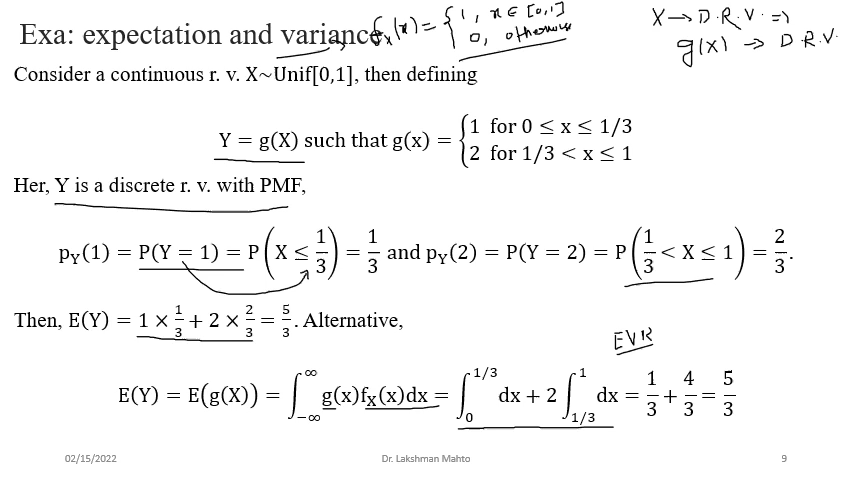 Exa: expectation and variance fₓ(x) = { 1, x ∈ [0,1]
0, otherwise
X → D.R.V. ⇒
g(x) → D.R.V.
Consider a continuous r. v. X~Unif[0,1], then defining
Y = g(X) such that g(x) = { 1 for 0 ≤ x ≤ 1/3
2 for 1/3 < x ≤ 1
Her, Y is a discrete r. v. with PMF,
p_Y(1) = P(Y = 1) = P(X ≤ 1/3) = 1/3 and p_Y(2) = P(Y = 2) = P(1/3 < X ≤ 1) = 2/3.
Then, E(Y) = 1 × 1/3 + 2 × 2/3 = 5/3. Alternative,
EVR
E(Y) = E(g(X)) = ∫_{-∞}^{∞} g(x)fₓ(x)dx = ∫_0^{1/3} dx + 2 ∫_{1/3}^1 dx = 1/3 + 4/3 = 5/3
02/15/2022 Dr. Lakshman Mahto 9